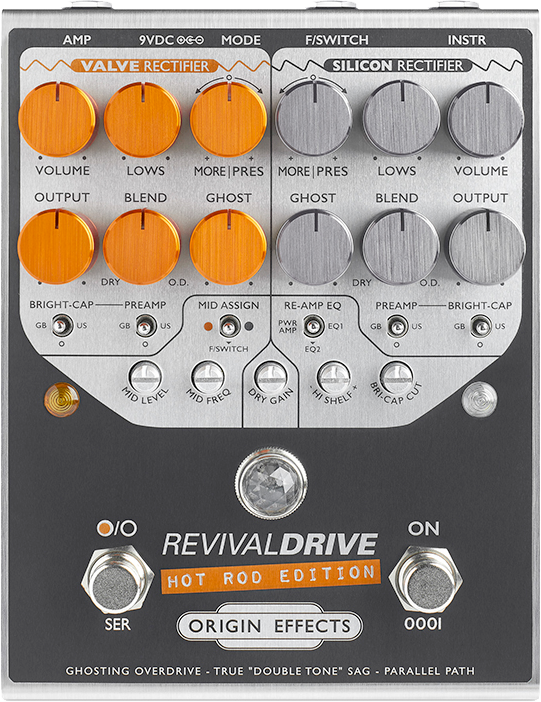 AMP 9VDC MODE F/SWITCH INSTR
VALVE RECTIFIER SILICON RECTIFIER
VOLUME LOWS MORE|PRES MORE|PRES LOWS VOLUME
OUTPUT BLEND GHOST GHOST BLEND OUTPUT
DRY O.D. DRY O.D.
BRIGHT-CAP PREAMP MID ASSIGN RE-AMP EQ PREAMP BRIGHT-CAP
GB US GB US PWR AMP EQ1 GB US GB US
F/SWITCH EQ2
MID LEVEL MID FREQ DRY GAIN - HI SHELF + BRI-CAP CUT
O/O ON
REVIVALDRIVE
HOT ROD EDITION
SER ORIGIN EFFECTS 0001
GHOSTING OVERDRIVE - TRUE "DOUBLE TONE" SAG - PARALLEL PATH